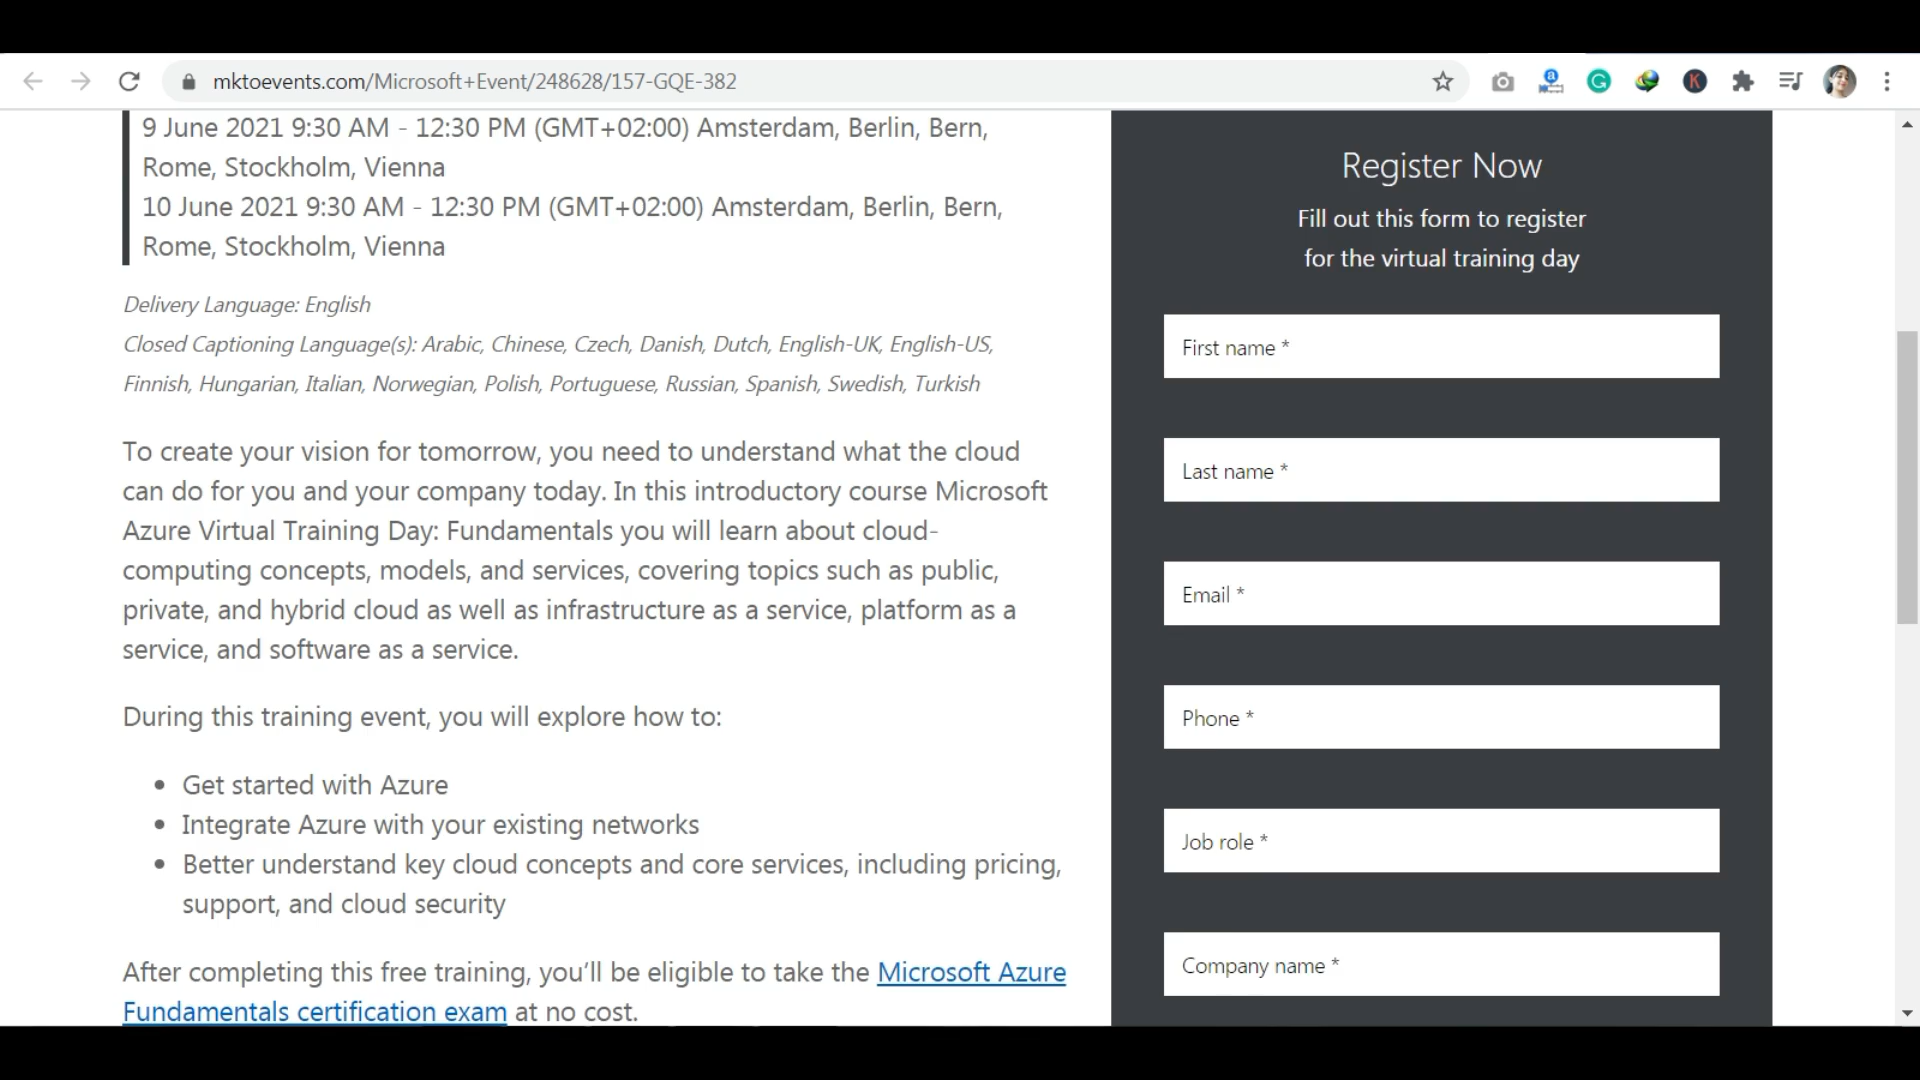 mktoevents.com/Microsoft+Event/248628/157-GQE-382
9 June 2021 9:30 AM - 12:30 PM (GMT+02:00) Amsterdam, Berlin, Bern,
Rome, Stockholm, Vienna
10 June 2021 9:30 AM - 12:30 PM (GMT+02:00) Amsterdam, Berlin, Bern,
Rome, Stockholm, Vienna
Delivery Language: English
Closed Captioning Language(s): Arabic, Chinese, Czech, Danish, Dutch, English-UK, English-US,
Finnish, Hungarian, Italian, Norwegian, Polish, Portuguese, Russian, Spanish, Swedish, Turkish
To create your vision for tomorrow, you need to understand what the cloud
can do for you and your company today. In this introductory course Microsoft
Azure Virtual Training Day: Fundamentals you will learn about cloud-
computing concepts, models, and services, covering topics such as public,
private, and hybrid cloud as well as infrastructure as a service, platform as a
service, and software as a service.
During this training event, you will explore how to:
• Get started with Azure
• Integrate Azure with your existing networks
• Better understand key cloud concepts and core services, including pricing,
support, and cloud security
After completing this free training, you’ll be eligible to take the Microsoft Azure
Fundamentals certification exam at no cost.
Register Now
Fill out this form to register
for the virtual training day
First name *
Last name *
Email *
Phone *
Job role *
Company name *